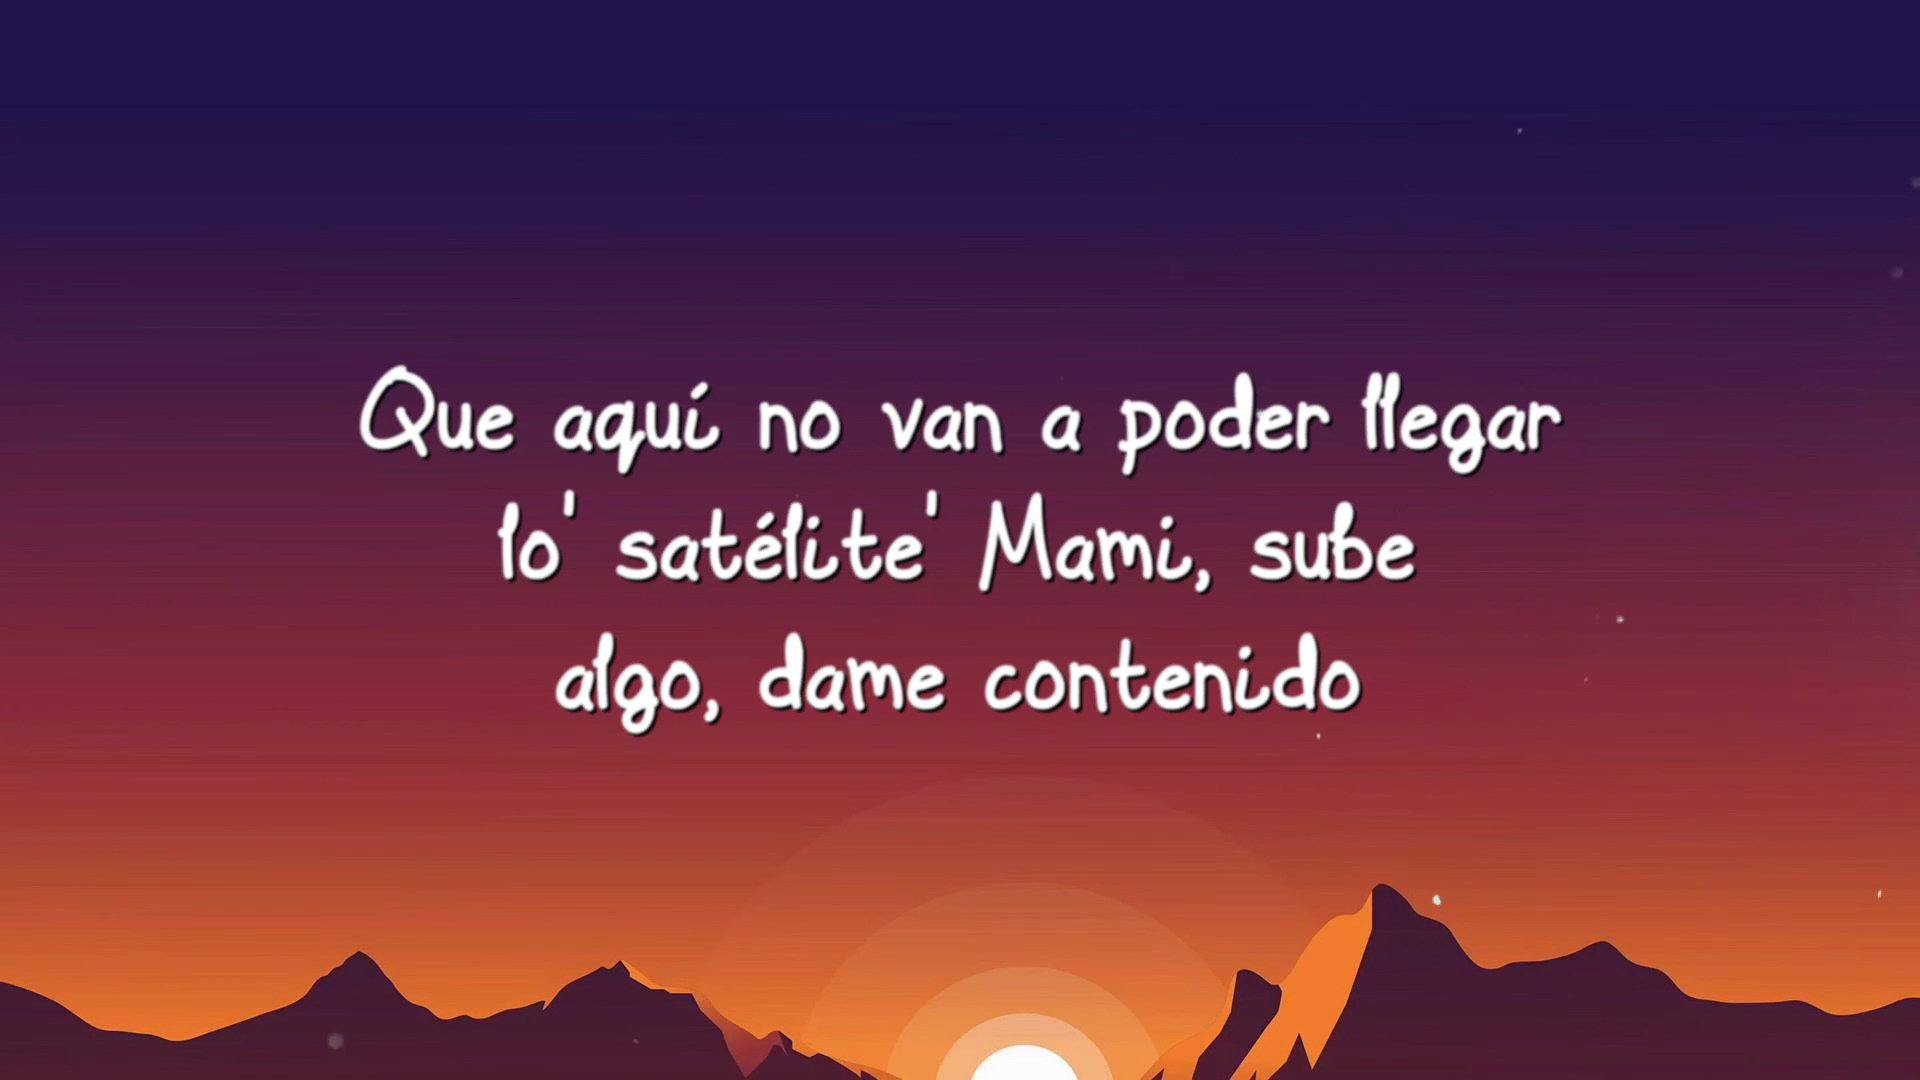 Que aquí no van a poder llegar
lo' satélite' Mami, sube
algo, dame contenido